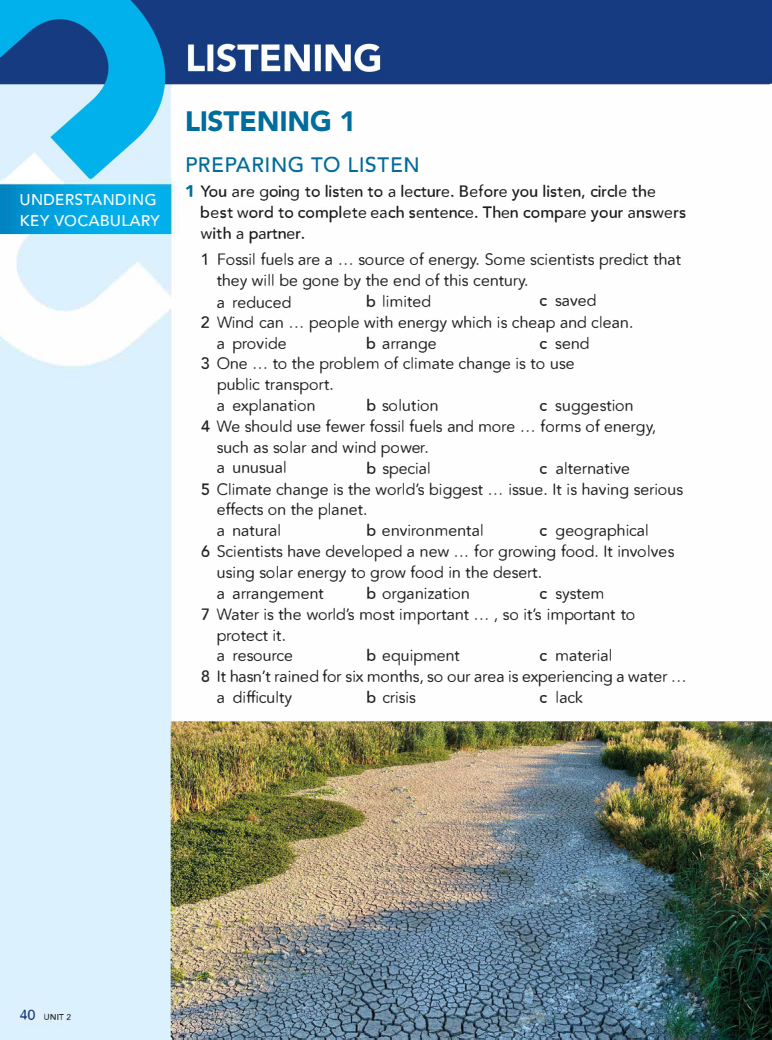 LISTENING
LISTENING 1
PREPARING TO LISTEN
UNDERSTANDING
KEY VOCABULARY
1 You are going to listen to a lecture. Before you listen, circle the
best word to complete each sentence. Then compare your answers
with a partner.
1 Fossil fuels are a … source of energy. Some scientists predict that
they will be gone by the end of this century.
a reduced b limited c saved
2 Wind can … people with energy which is cheap and clean.
a provide b arrange c send
3 One … to the problem of climate change is to use
public transport.
a explanation b solution c suggestion
4 We should use fewer fossil fuels and more … forms of energy,
such as solar and wind power.
a unusual b special c alternative
5 Climate change is the world’s biggest … issue. It is having serious
effects on the planet.
a natural b environmental c geographical
6 Scientists have developed a new … for growing food. It involves
using solar energy to grow food in the desert.
a arrangement b organization c system
7 Water is the world’s most important … , so it’s important to
protect it.
a resource b equipment c material
8 It hasn’t rained for six months, so our area is experiencing a water …
a difficulty b crisis c lack
40 UNIT 2